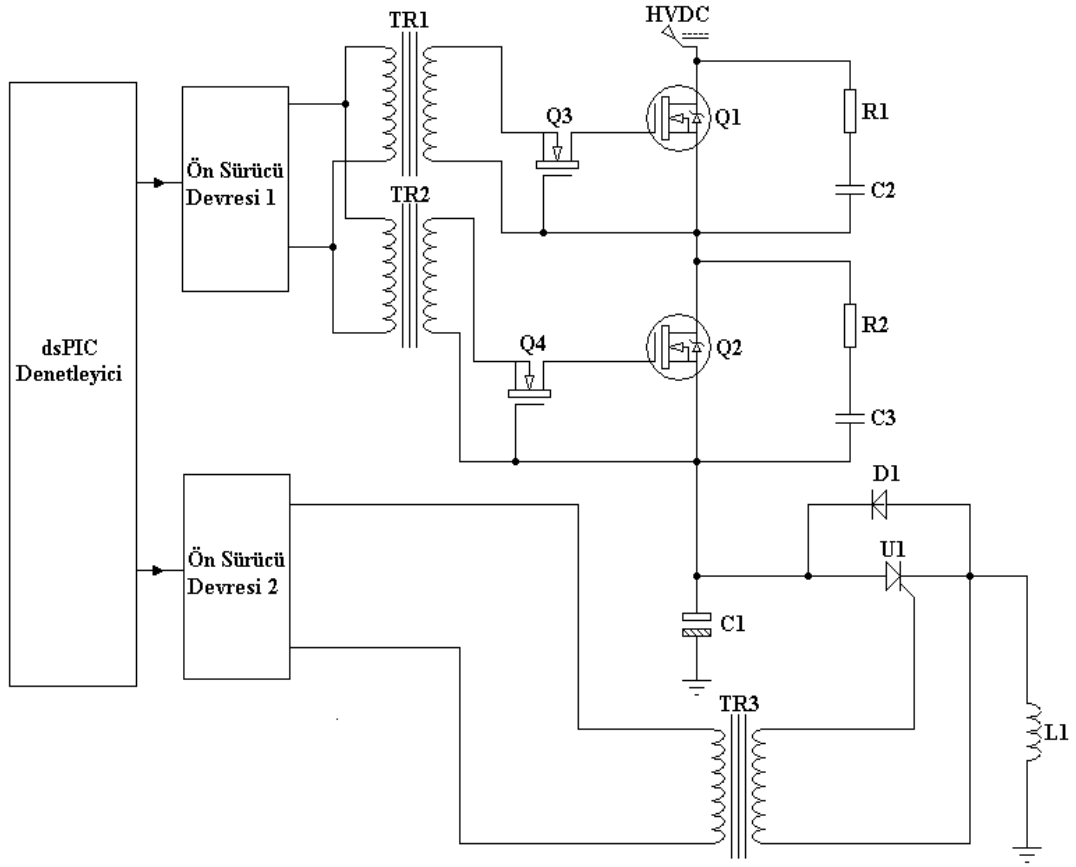 TR1
HVDC
Q3
Q1
R1
C2
Ön Sürücü
Devresi 1
TR2
Q4
Q2
R2
C3
dsPIC
Denetleyici
D1
U1
Ön Sürücü
Devresi 2
C1
TR3
L1